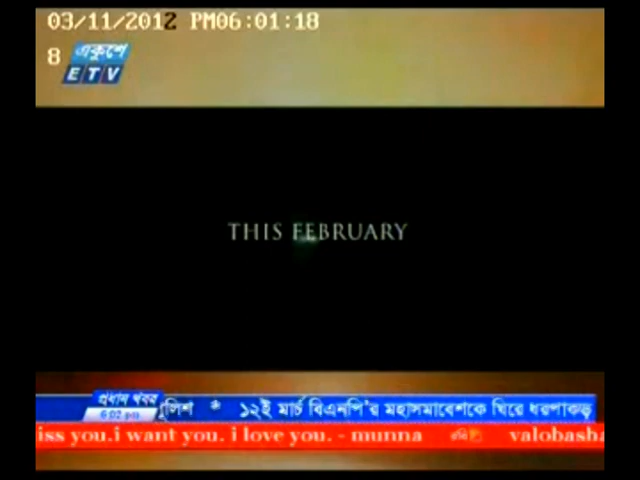 03/11/2012 PM06:01:18
8
একুশে
ETV
THIS FEBRUARY
প্রধান খবর
6:02 pm
পুলিশ * ১২ই মার্চ বিএনপি'র মহাসমাবেশকে ঘিরে ধরপাকড়
iss you.i want you. i love you. - munna valobasha